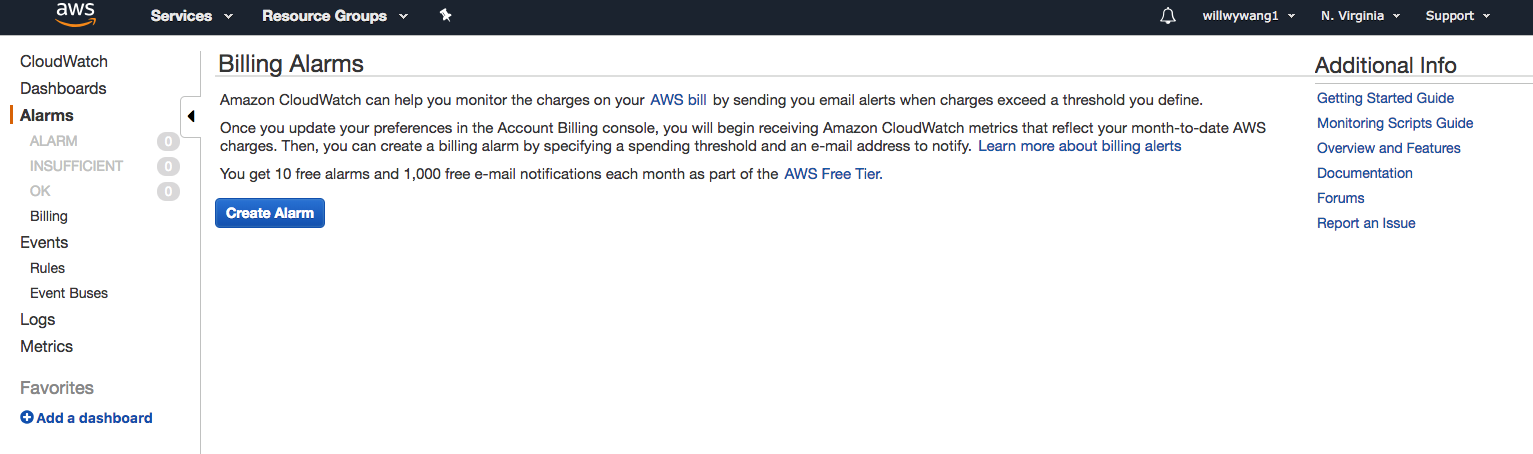 aws Services Resource Groups willwywang1 N. Virginia Support
CloudWatch
Dashboards
Alarms
ALARM 0
INSUFFICIENT 0
OK 0
Billing
Events
Rules
Event Buses
Logs
Metrics
Favorites
Add a dashboard
Billing Alarms
Amazon CloudWatch can help you monitor the charges on your AWS bill by sending you email alerts when charges exceed a threshold you define.
Once you update your preferences in the Account Billing console, you will begin receiving Amazon CloudWatch metrics that reflect your month-to-date AWS
charges. Then, you can create a billing alarm by specifying a spending threshold and an e-mail address to notify. Learn more about billing alerts
You get 10 free alarms and 1,000 free e-mail notifications each month as part of the AWS Free Tier.
Create Alarm
Additional Info
Getting Started Guide
Monitoring Scripts Guide
Overview and Features
Documentation
Forums
Report an Issue